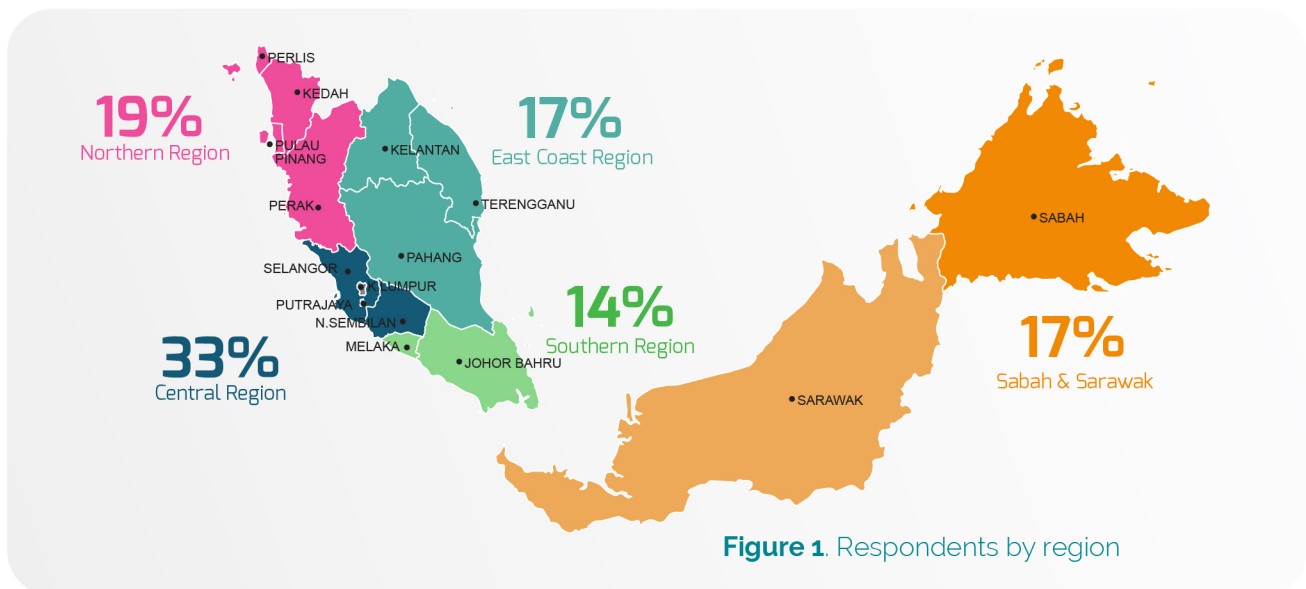 PERLIS
KEDAH
19%
Northern Region
PULAU
PINANG
PERAK
17%
East Coast Region
KELANTAN
TERENGGANU
PAHANG
SELANGOR
K.LUMPUR
PUTRAJAYA
N.SEMBILAN
MELAKA
JOHOR BAHRU
33%
Central Region
14%
Southern Region
SABAH
17%
Sabah & Sarawak
SARAWAK
Figure 1. Respondents by region